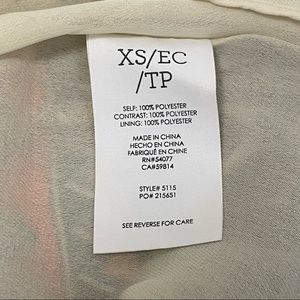 XS/EC
/TP
SELF: 100% POLYESTER
CONTRAST: 100% POLYESTER
LINING: 100% POLYESTER
MADE IN CHINA
HECHO EN CHINA
FABRIQUÉ EN CHINE
RN#54077
CA#59814
STYLE# 5115
PO# 215651
SEE REVERSE FOR CARE